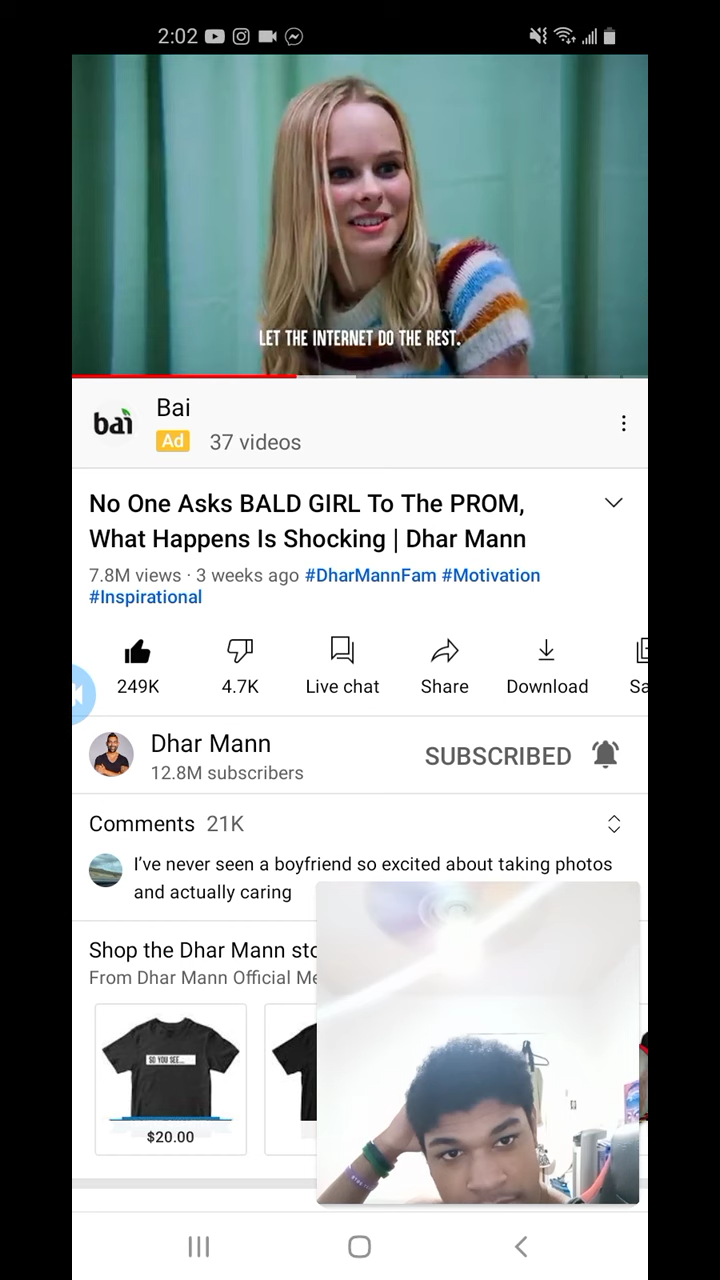 2:02
LET THE INTERNET DO THE REST.
bai
Bai
Ad 37 videos
No One Asks BALD GIRL To The PROM,
What Happens Is Shocking | Dhar Mann
7.8M views · 3 weeks ago #DharMannFam #Motivation
#Inspirational
249K 4.7K Live chat Share Download Sa
Dhar Mann
12.8M subscribers
SUBSCRIBED
Comments 21K
I've never seen a boyfriend so excited about taking photos
and actually caring
Shop the Dhar Mann sto
From Dhar Mann Official Me
SO YOU SEE...
$20.00